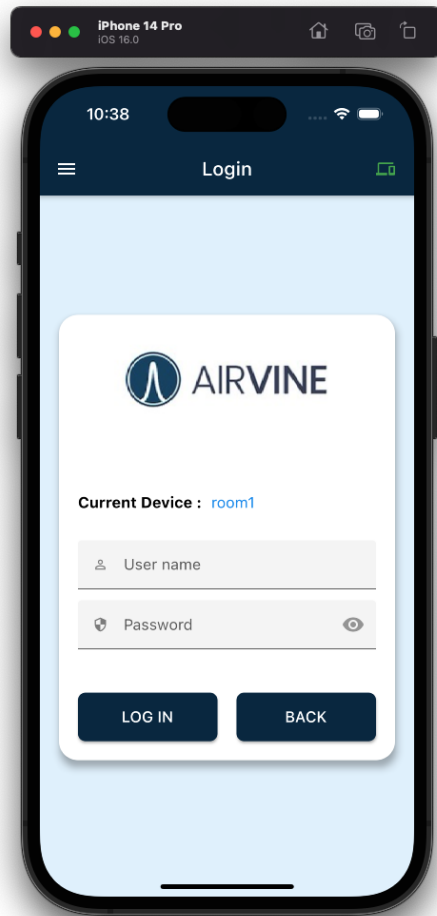 iPhone 14 Pro
iOS 16.0
10:38
Login
AIRVINE
Current Device : room1
User name
Password
LOG IN
BACK